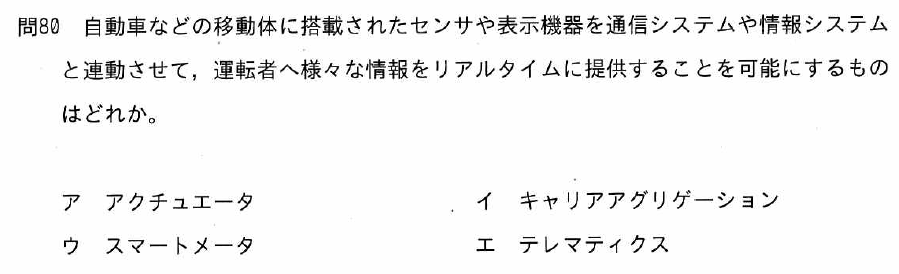 問80　自動車などの移動体に搭載されたセンサや表示機器を通信システムや情報システム
と連動させて，運転者へ様々な情報をリアルタイムに提供することを可能にするもの
はどれか。
ア　アクチュエータ　　イ　キャリアアグリゲーション
ウ　スマートメータ　　エ　テレマティクス